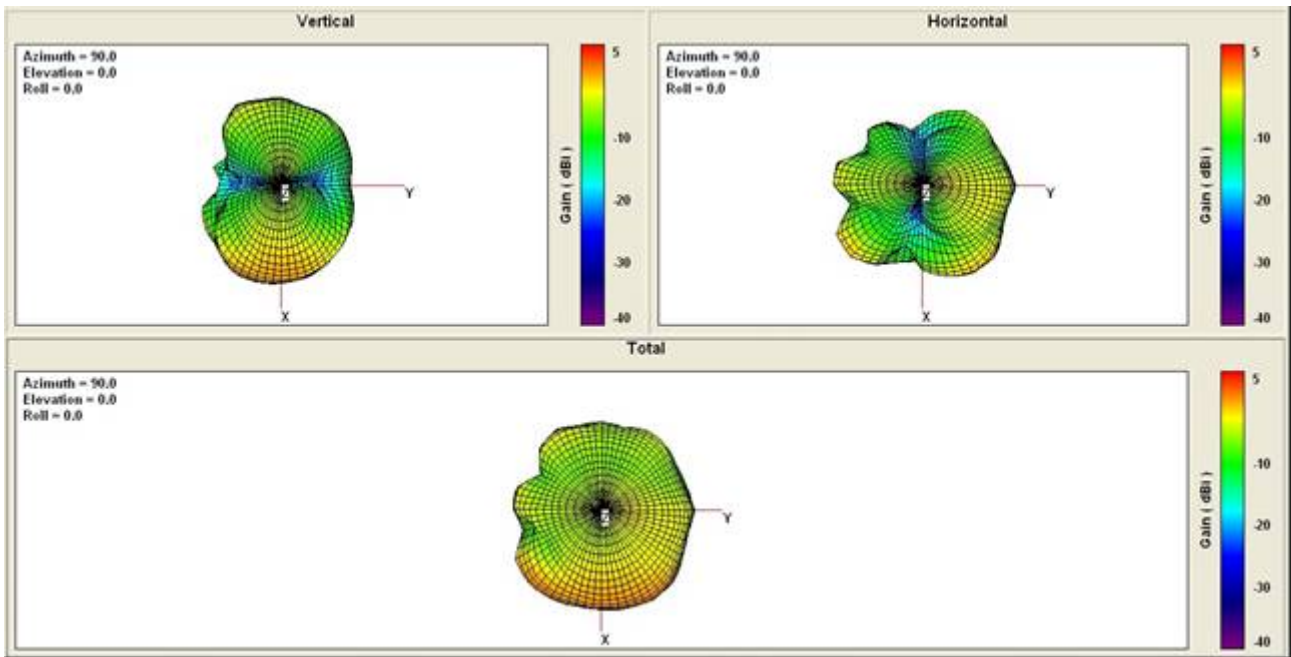 Vertical
Azimuth = 90.0
Elevation = 0.0
Roll = 0.0
Y
X
5
-10
-20
-30
-40
Gain ( dBi )
Horizontal
Azimuth = 90.0
Elevation = 0.0
Roll = 0.0
Y
X
5
-10
-20
-30
-40
Gain ( dBi )
Total
Azimuth = 90.0
Elevation = 0.0
Roll = 0.0
Y
X
5
-10
-20
-30
-40
Gain ( dBi )